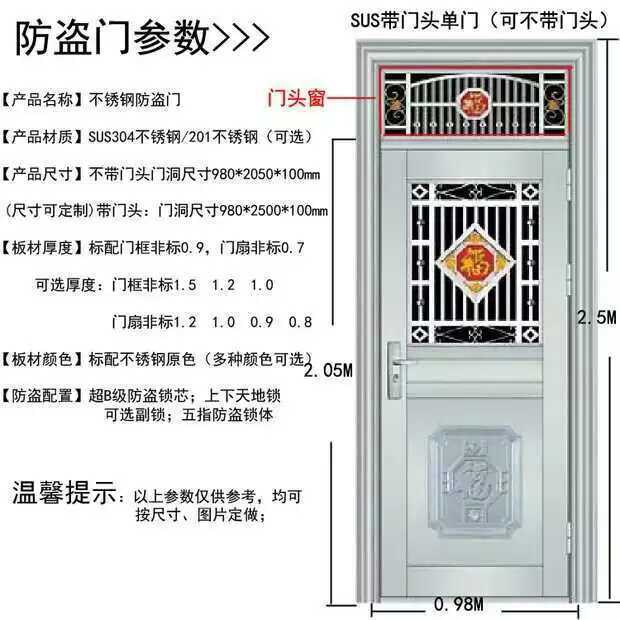 防盗门参数>>>
SUS带门头单门（可不带门头）
门头窗
【产品名称】不锈钢防盗门
【产品材质】SUS304不锈钢/201不锈钢（可选）
【产品尺寸】不带门头门洞尺寸980*2050*100mm
(尺寸可定制)带门头：门洞尺寸980*2500*100mm
【板材厚度】标配门框非标0.9，门扇非标0.7
可选厚度：门框非标1.5 1.2 1.0
门扇非标1.2 1.0 0.9 0.8
【板材颜色】标配不锈钢原色（多种颜色可选）
【防盗配置】超B级防盗锁芯；上下天地锁
可选副锁；五指防盗锁体
温馨提示：以上参数仅供参考，均可
按尺寸、图片定做；
2.5M
2.05M
0.98M
福